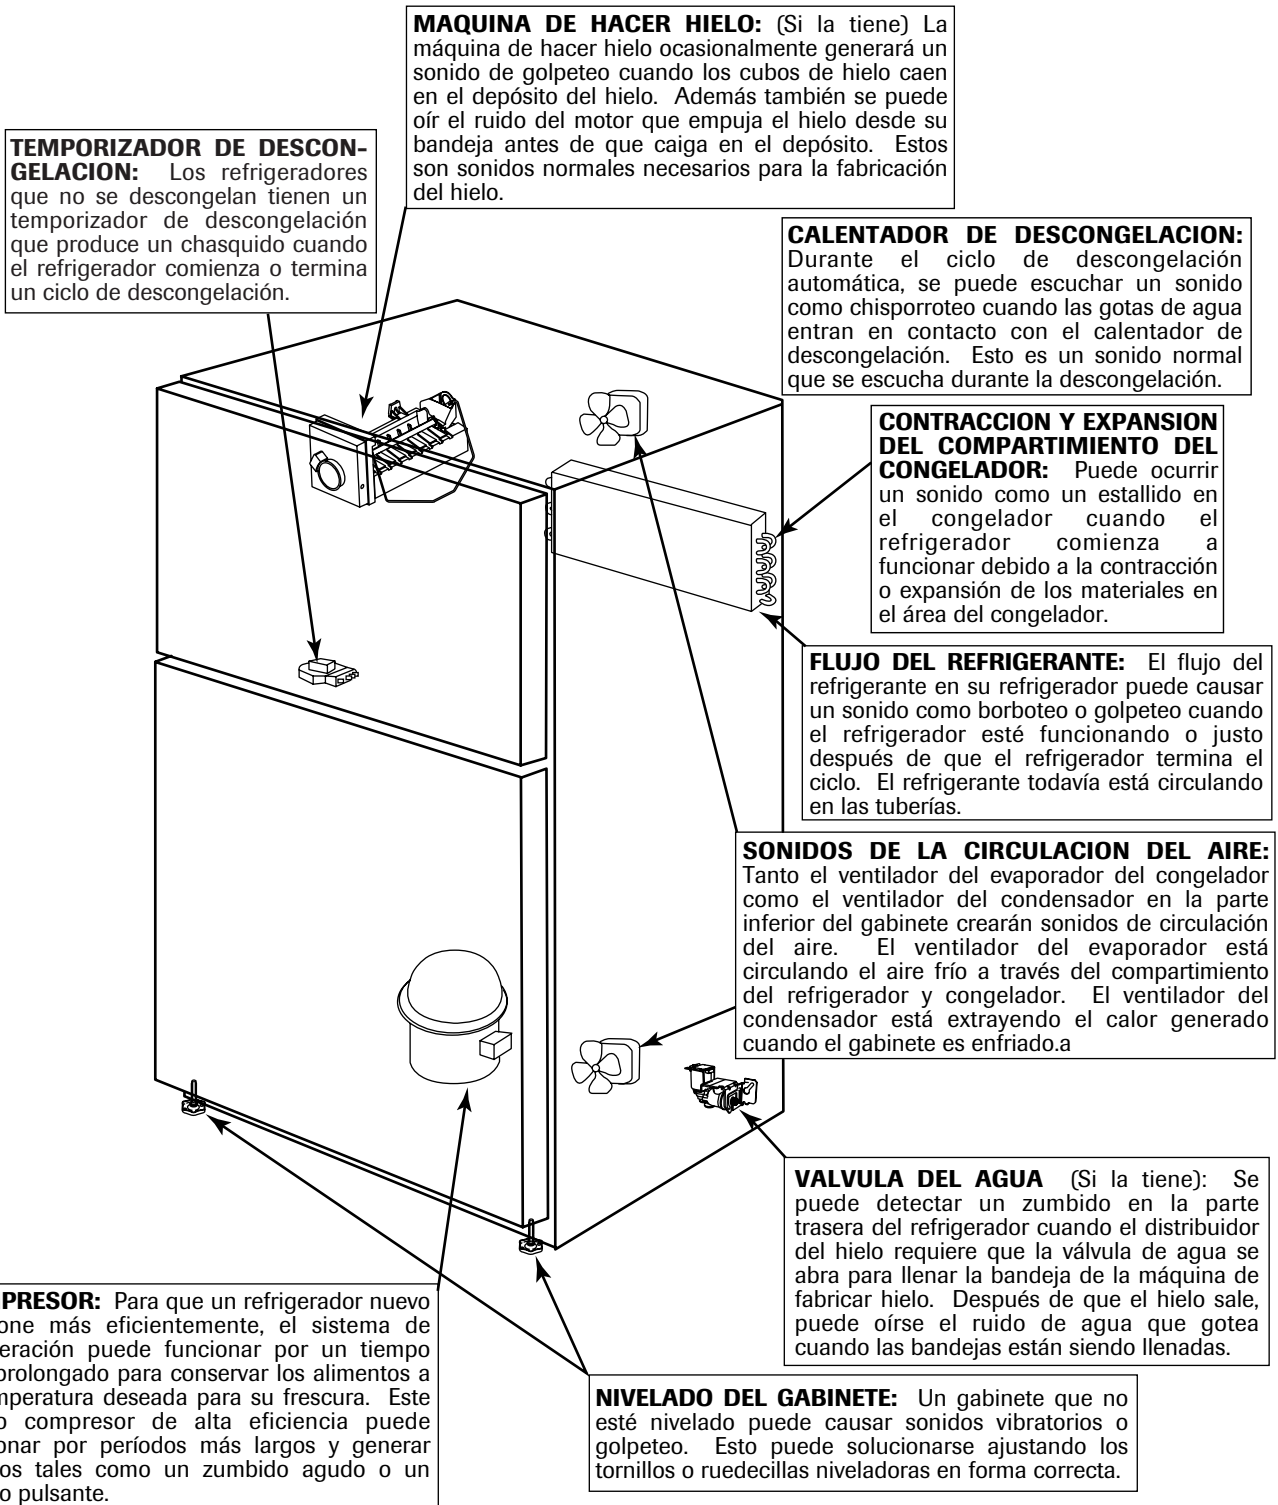 MAQUINA DE HACER HIELO: (Si la tiene) La
máquina de hacer hielo ocasionalmente generará un
sonido de golpeteo cuando los cubos de hielo caen
en el depósito del hielo. Además también se puede
oír el ruido del motor que empuja el hielo desde su
bandeja antes de que caiga en el depósito. Estos
son sonidos normales necesarios para la fabricación
del hielo.
TEMPORIZADOR DE DESCON-
GELACION: Los refrigeradores
que no se descongelan tienen un
temporizador de descongelación
que produce un chasquido cuando
el refrigerador comienza o termina
un ciclo de descongelación.
CALENTADOR DE DESCONGELACION:
Durante el ciclo de descongelación
automática, se puede escuchar un sonido
como chisporroteo cuando las gotas de agua
entran en contacto con el calentador de
descongelación. Esto es un sonido normal
que se escucha durante la descongelación.
CONTRACCION Y EXPANSION
DEL COMPARTIMIENTO DEL
CONGELADOR: Puede ocurrir
un sonido como un estallido en
el congelador cuando el
refrigerador comienza a
funcionar debido a la contracción
o expansión de los materiales en
el área del congelador.
FLUJO DEL REFRIGERANTE: El flujo del
refrigerante en su refrigerador puede causar
un sonido como borboteo o golpeteo cuando
el refrigerador esté funcionando o justo
después de que el refrigerador termina el
ciclo. El refrigerante todavía está circulando
en las tuberías.
SONIDOS DE LA CIRCULACION DEL AIRE:
Tanto el ventilador del evaporador del congelador
como el ventilador del condensador en la parte
inferior del gabinete crearán sonidos de circulación
del aire. El ventilador del evaporador está
circulando el aire frío a través del compartimiento
del refrigerador y congelador. El ventilador del
condensador está extrayendo el calor generado
cuando el gabinete es enfriado.a
VALVULA DEL AGUA (Si la tiene): Se
puede detectar un zumbido en la parte
trasera del refrigerador cuando el distribuidor
del hielo requiere que la válvula de agua se
abra para llenar la bandeja de la máquina de
fabricar hielo. Después de que el hielo sale,
puede oírse el ruido de agua que gotea
cuando las bandejas están siendo llenadas.
PRESOR: Para que un refrigerador nuevo
one más eficientemente, el sistema de
eración puede funcionar por un tiempo
prolongado para conservar los alimentos a
mperatura deseada para su frescura. Este
o compresor de alta eficiencia puede
onar por períodos más largos y generar
os tales como un zumbido agudo o un
o pulsante.
NIVELADO DEL GABINETE: Un gabinete que no
esté nivelado puede causar sonidos vibratorios o
golpeteo. Esto puede solucionarse ajustando los
tornillos o ruedecillas niveladoras en forma correcta.